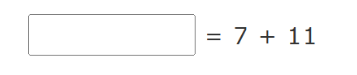 = 7 + 11